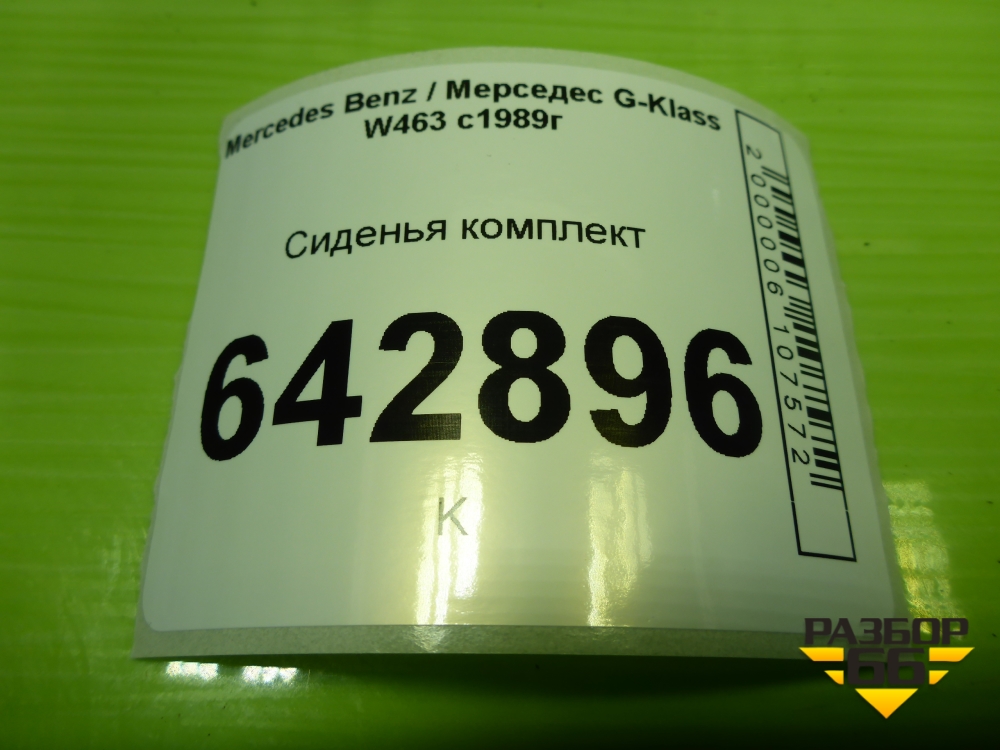 Mercedes Benz / Мерседес G-Klass
W463 с1989г
Сиденья комплект
642896
К
2000006107572
РАЗБОР
66